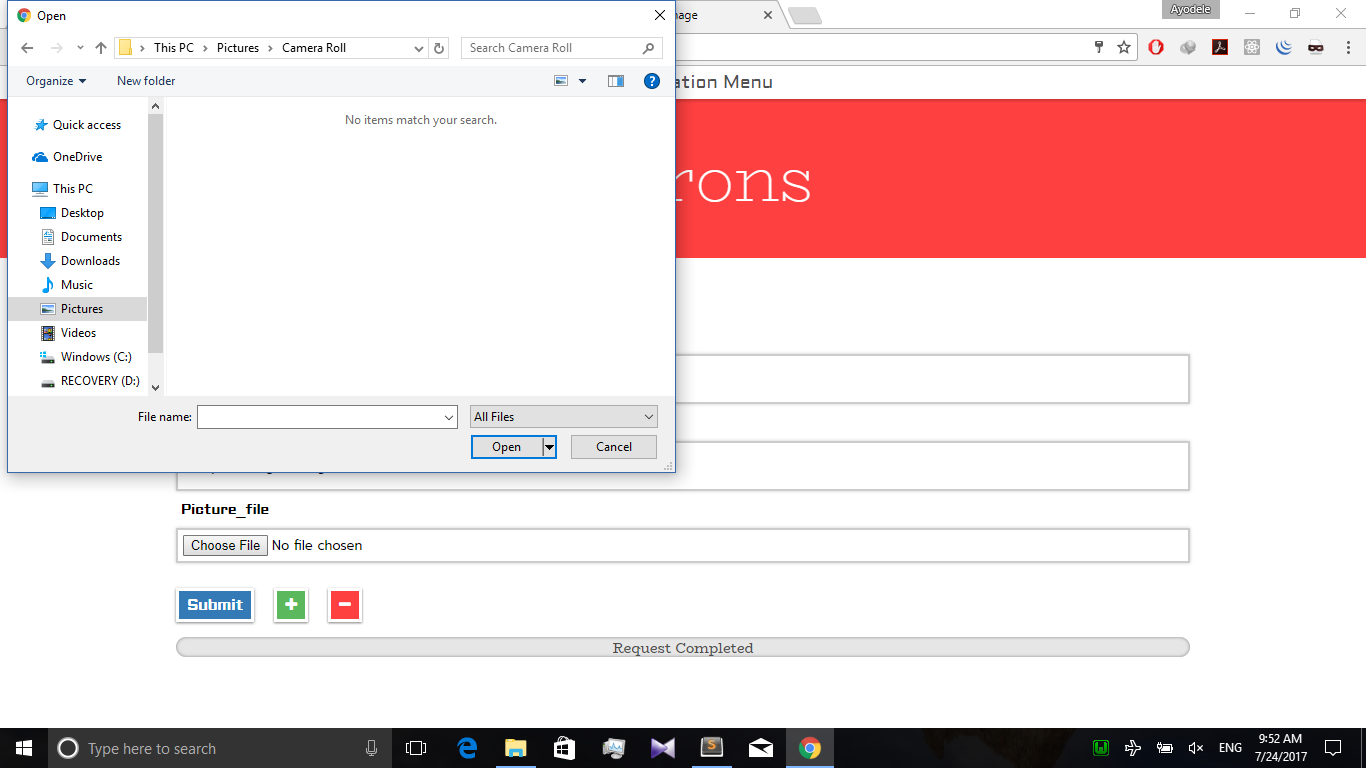 Open
nage
Ayodele
This PC
Pictures
Camera Roll
Search Camera Roll
Organize
New folder
ation Menu
No items match your search.
Quick access
OneDrive
This PC
Desktop
Documents
Downloads
Music
Pictures
Videos
Windows (C:)
RECOVERY (D:)
rons
File name:
All Files
Open
Cancel
Picture_file
Choose File No file chosen
Submit
Request Completed
Type here to search
ENG
9:52 AM
7/24/2017